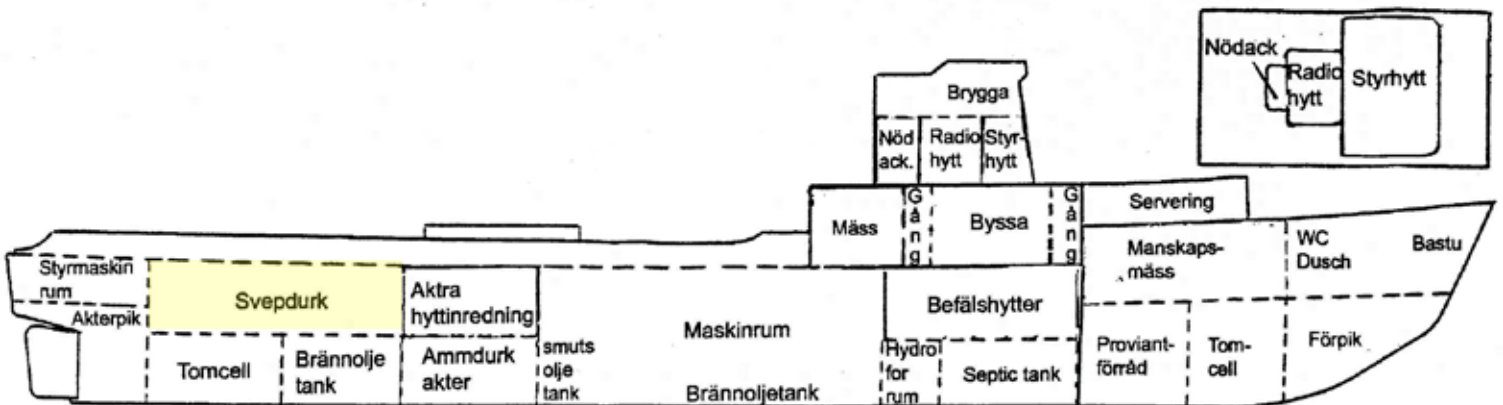 Nödack
Radio
hytt
Styrhytt
Brygga
Nöd
ack.
Radio
hytt
Styr-
hytt
Mäss
G
å
n
g
Byssa
G
å
n
g
Servering
Manskaps-
mäss
WC
Dusch
Bastu
Styrmaskin
rum
Akterpik
Svepdurk
Aktra
hyttinredning
Maskinrum
Befälshytter
Tomcell
Brännolje
tank
Ammdurk
akter
smuts
olje
tank
Brännoljetank
Hydro
for
rum
Septic tank
Proviant-
förråd
Tom-
cell
Förpik